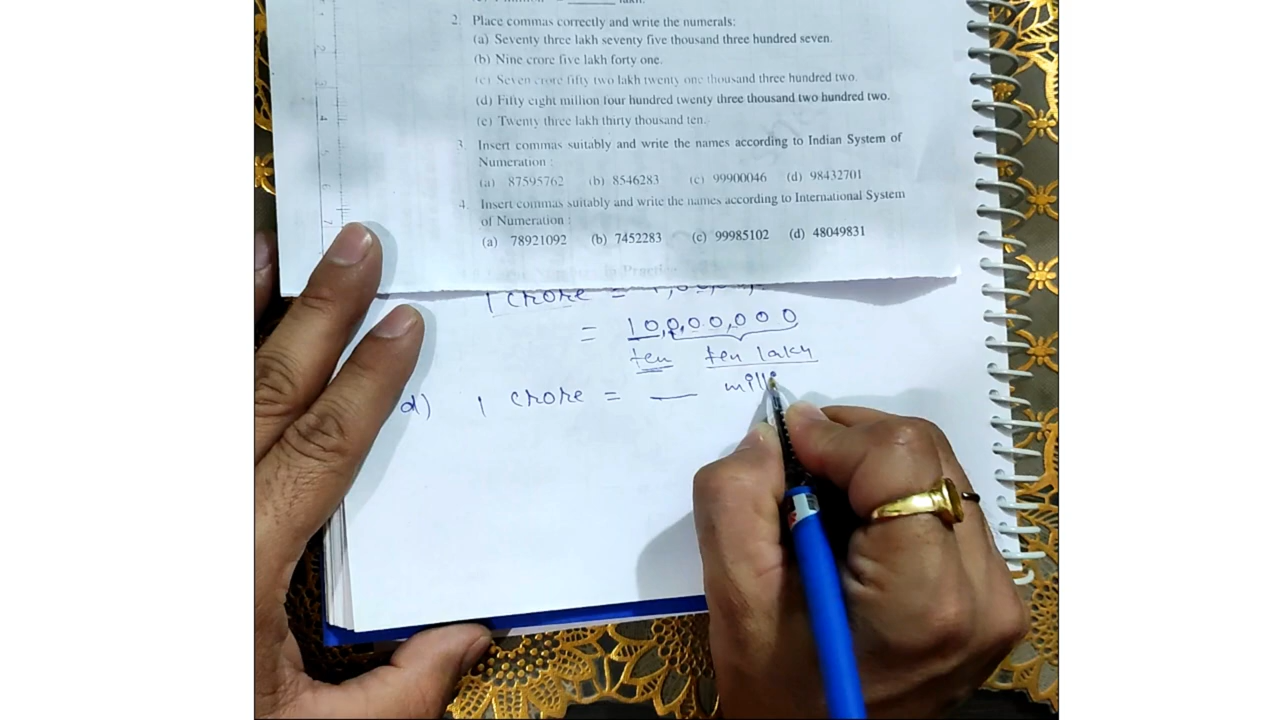 lakh.
2. Place commas correctly and write the numerals:
(a) Seventy three lakh seventy five thousand three hundred seven.
(b) Nine crore five lakh forty one.
(c) Seven crore fifty two lakh twenty one thousand three hundred two.
(d) Fifty eight million four hundred twenty three thousand two hundred two.
(e) Twenty three lakh thirty thousand ten.
3. Insert commas suitably and write the names according to Indian System of
Numeration :
(a) 87595762 (b) 8546283 (c) 99900046 (d) 98432701
4. Insert commas suitably and write the names according to International System
of Numeration :
(a) 78921092 (b) 7452283 (c) 99985102 (d) 48049831
1 crore =
= 10,0,00,000
ten ten lakh
d) 1 crore = __ milli